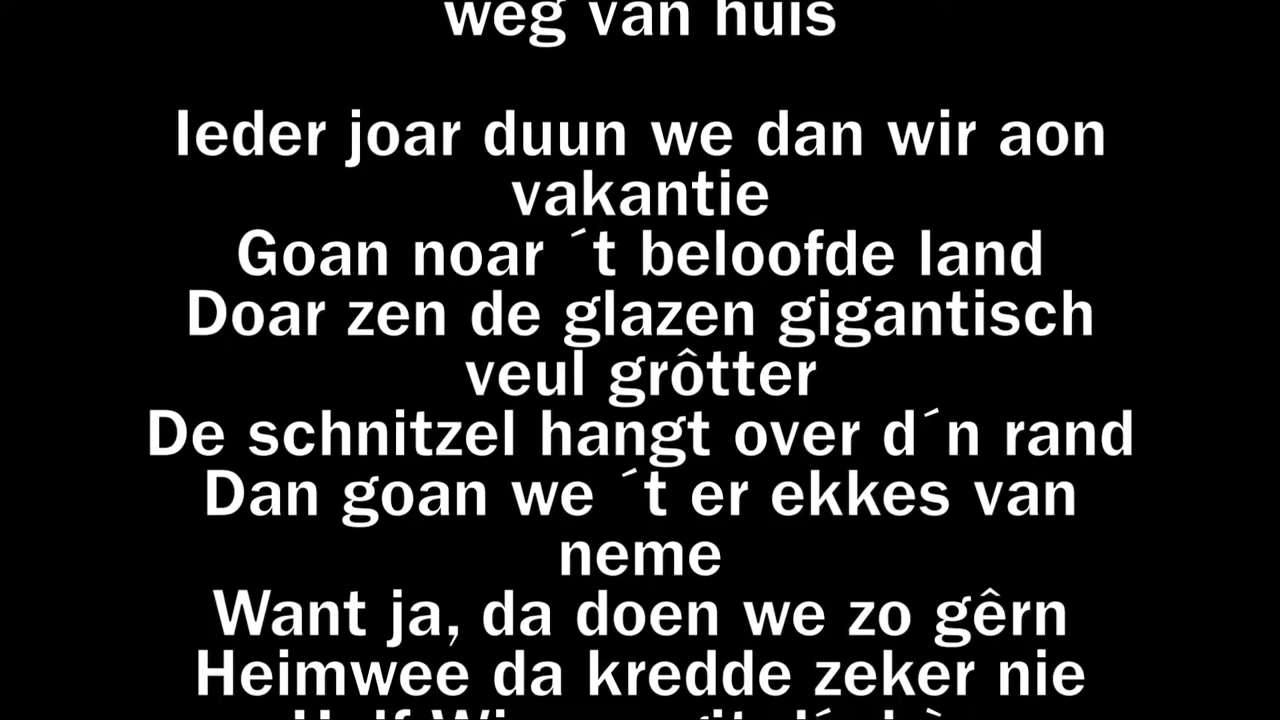 weg van huis
Ieder joar duun we dan wir aon
vakantie
Goan noar ´t beloofde land
Doar zen de glazen gigantisch
veul grôtter
De schnitzel hangt over d´n rand
Dan goan we ´t er ekkes van
neme
Want ja, da doen we zo gêrn
Heimwee da kredde zeker nie